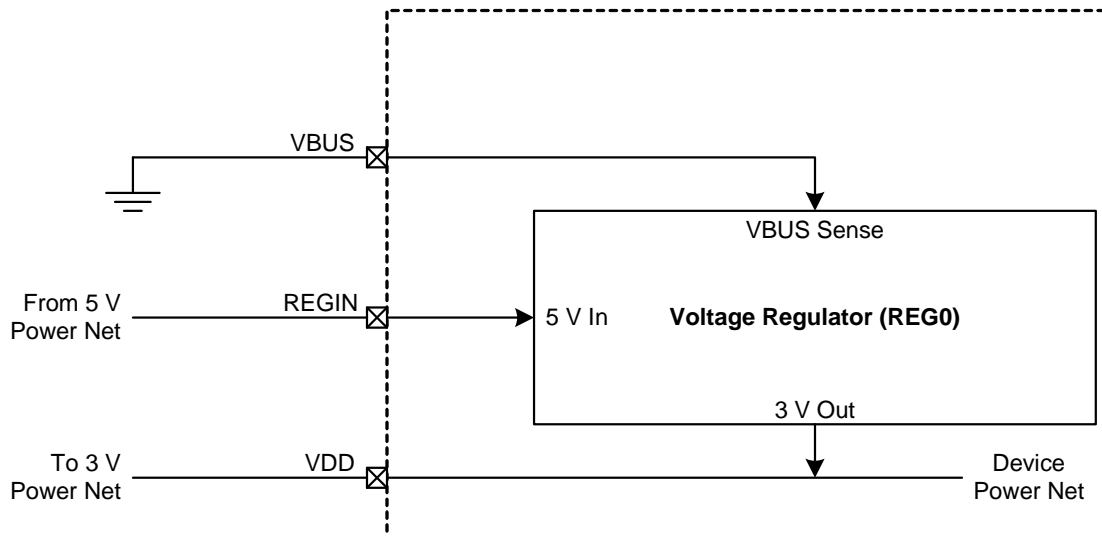 VBUS
VBUS Sense
From 5 V
Power Net
REGIN
5 V In
Voltage Regulator (REG0)
3 V Out
To 3 V
Power Net
VDD
Device
Power Net